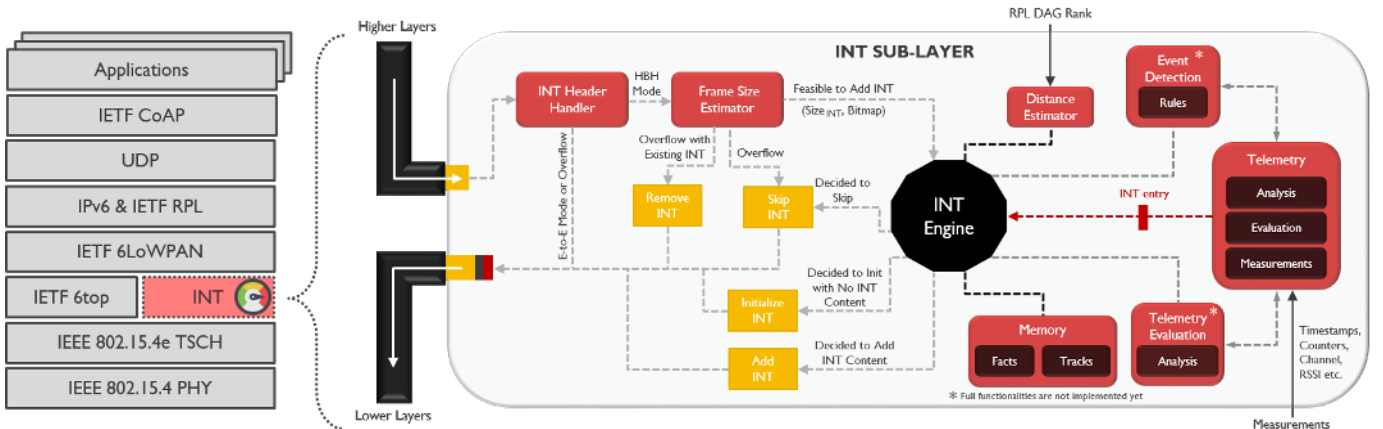 Applications
IETF CoAP
UDP
IPv6 & IETF RPL
IETF 6LoWPAN
IETF 6top
INT
IEEE 802.15.4e TSCH
IEEE 802.15.4 PHY
Higher Layers
Lower Layers
RPL DAG Rank
INT SUB-LAYER
INT Header
Handler
HBH
Mode
Frame Size
Estimator
Feasible to Add INT
(Size INT, Bitmap)
Distance
Estimator
Event *
Detection
Rules
E-to-E Mode or Overflow
Overflow with
Existing INT
Overflow
Remove
INT
Skip
INT
Decided to
Skip
INT
Engine
INT entry
Telemetry
Analysis
Evaluation
Measurements
Decided to Init
with No INT
Content
Initialize
INT
Decided to Add
INT Content
Add
INT
Memory
Facts
Tracks
Telemetry *
Evaluation
Analysis
Timestamps,
Counters,
Channel,
RSSI etc.
* Full functionalities are not implemented yet
Measurements